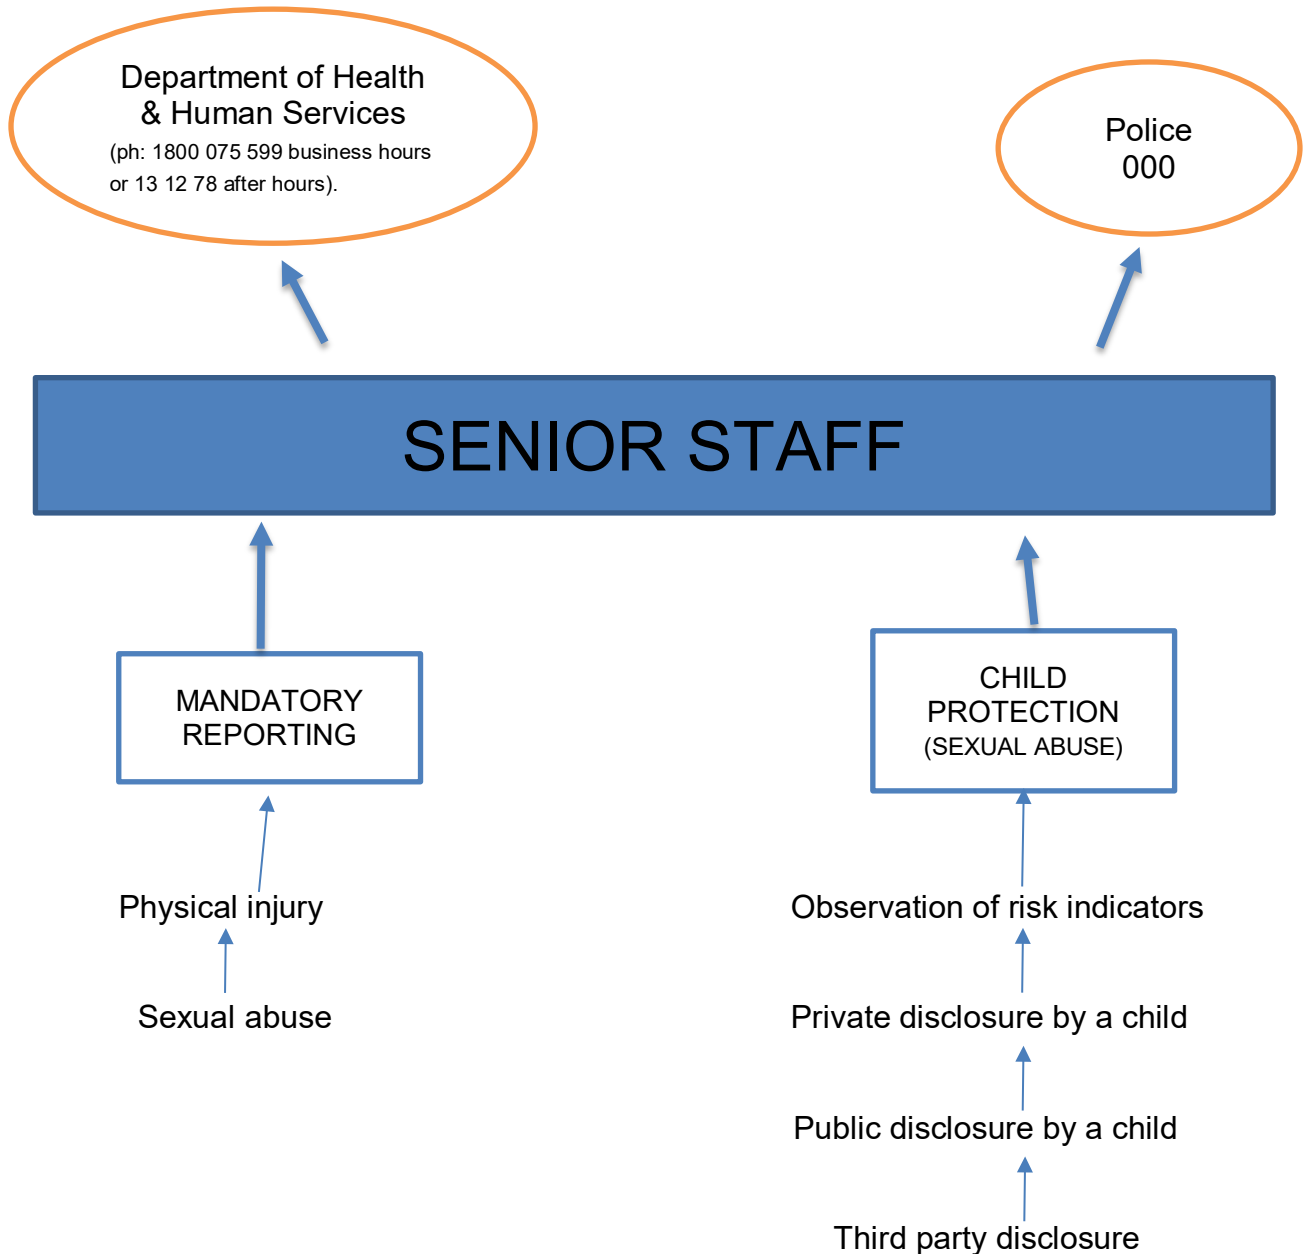 Department of Health
& Human Services
(ph: 1800 075 599 business hours
or 13 12 78 after hours).
Police
000
SENIOR STAFF
MANDATORY
REPORTING
CHILD
PROTECTION
(SEXUAL ABUSE)
Physical injury
Sexual abuse
Observation of risk indicators
Private disclosure by a child
Public disclosure by a child
Third party disclosure